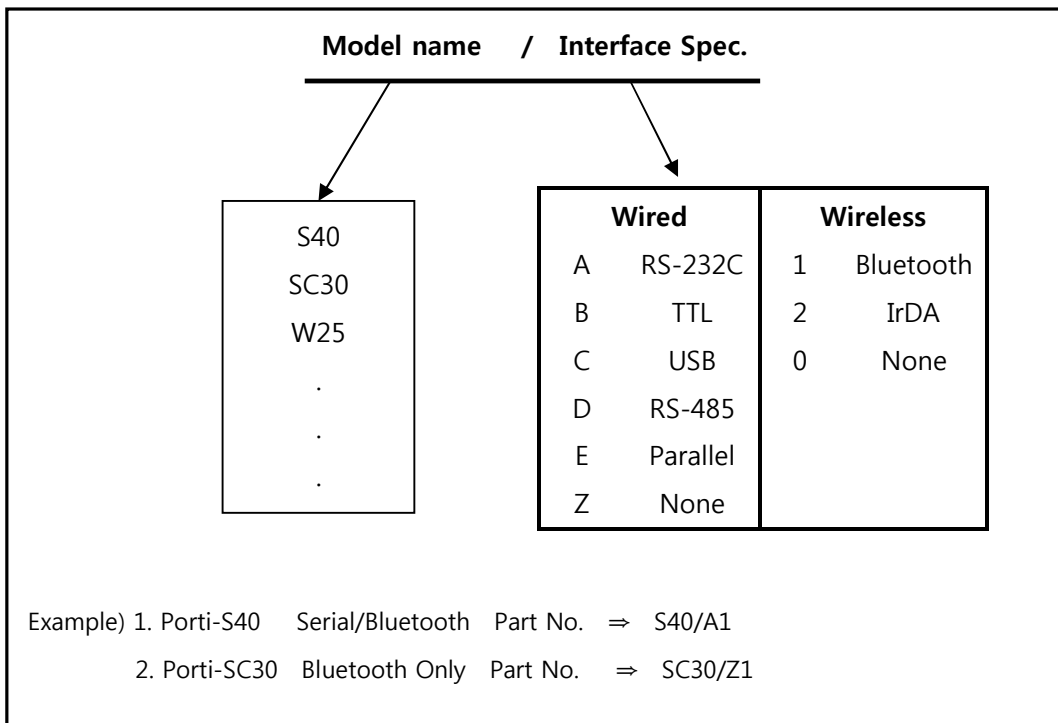 Model name / Interface Spec.
S40
SC30
W25
.
.
.
Wired Wireless
A RS-232C 1 Bluetooth
B TTL 2 IrDA
C USB 0 None
D RS-485
E Parallel
Z None
Example) 1. Porti-S40 Serial/Bluetooth Part No. ⇒ S40/A1
2. Porti-SC30 Bluetooth Only Part No. ⇒ SC30/Z1